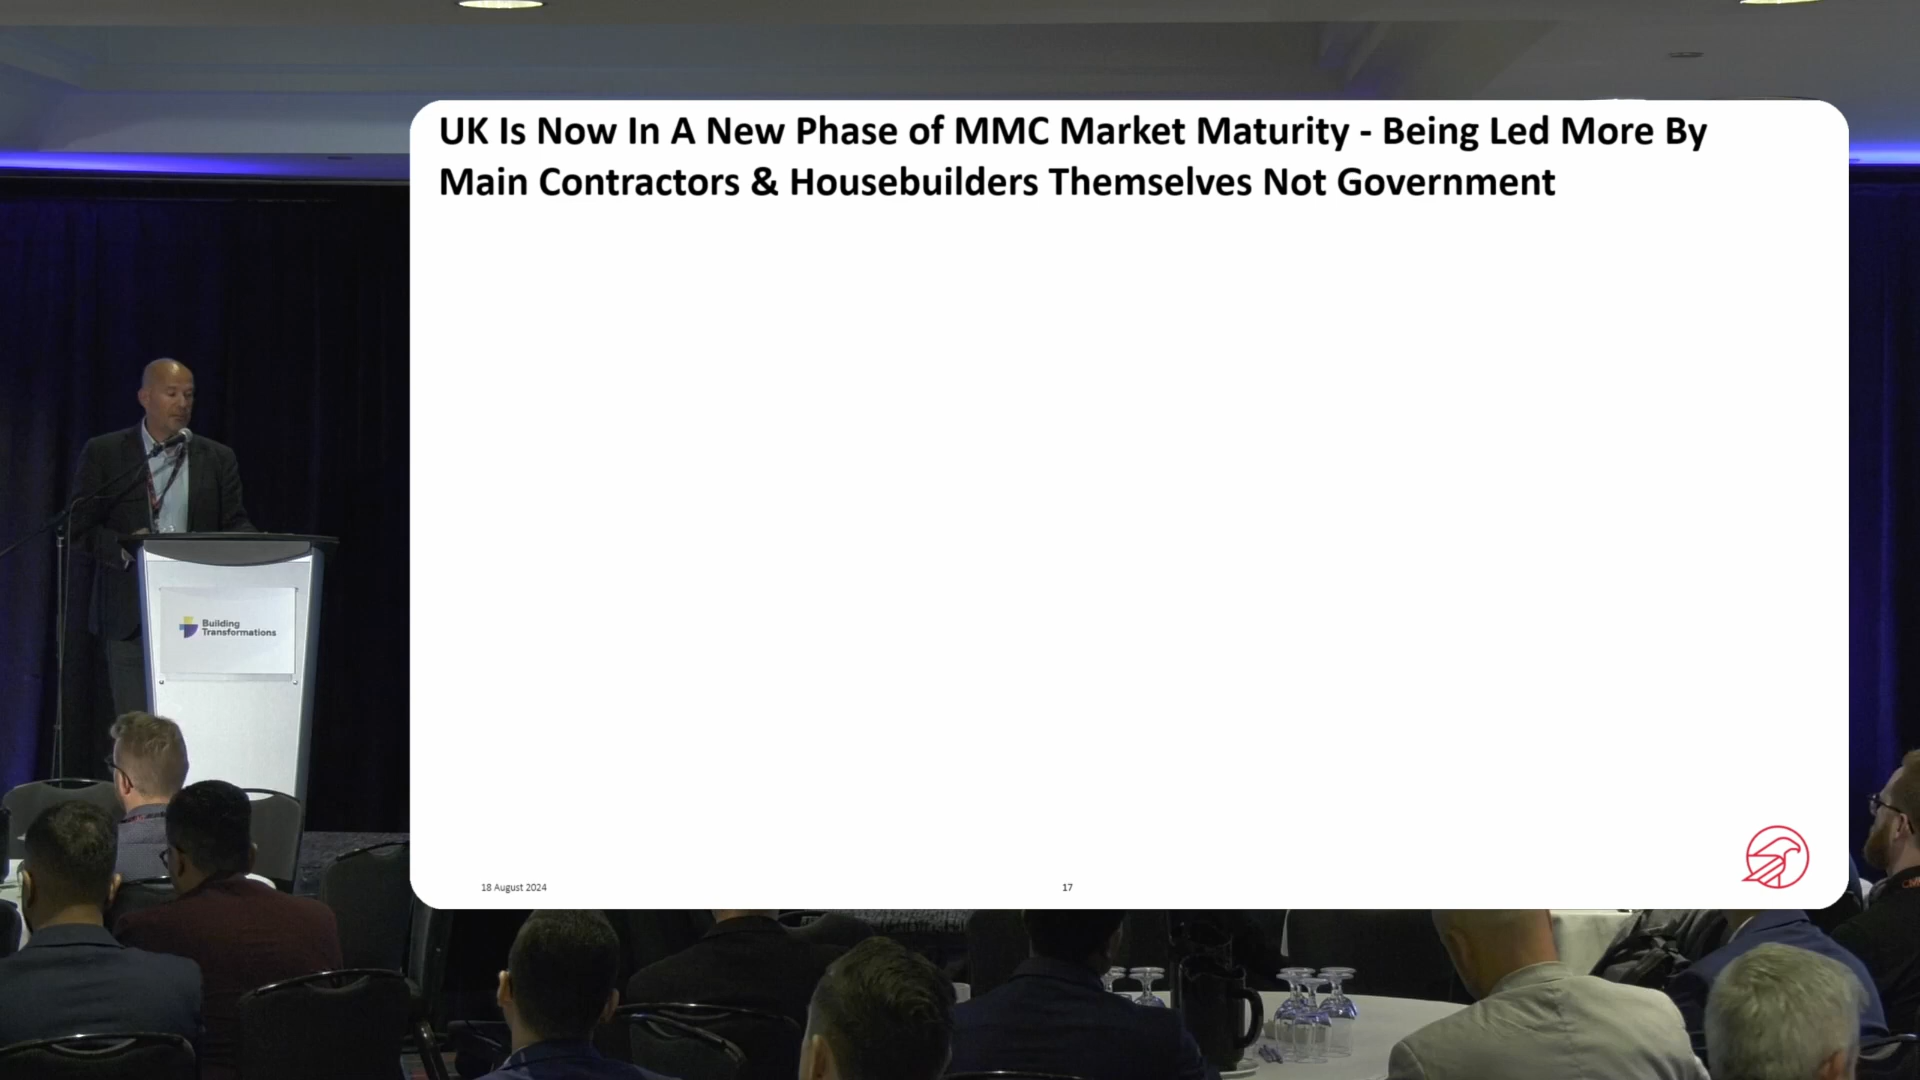 UK Is Now In A New Phase of MMC Market Maturity - Being Led More By
Main Contractors & Housebuilders Themselves Not Government
Building
Transformations
18 August 2024
17